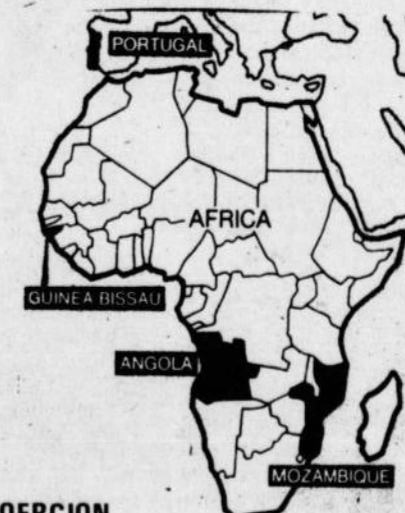 PORTUGAL
AFRICA
GUINEA BISSAU
ANGOLA
MOZAMBIQUE